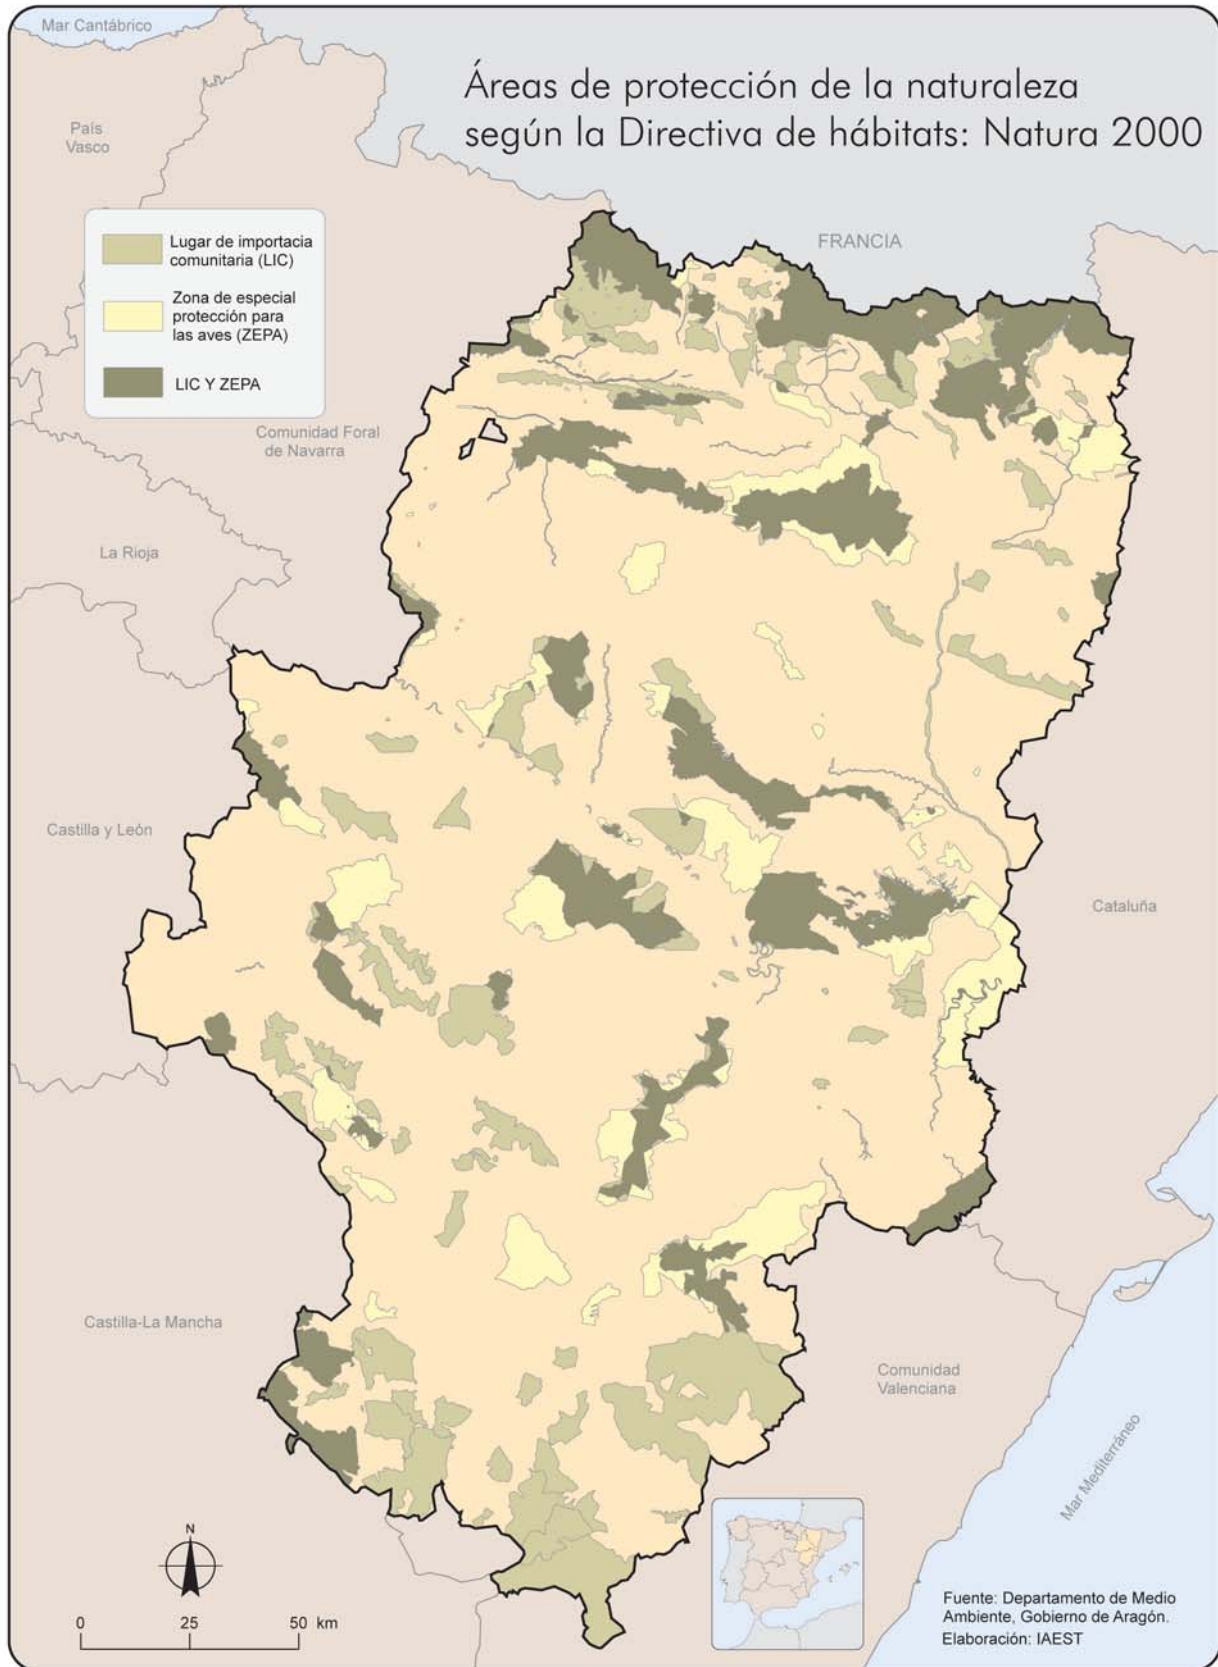 Mar Cantábrico
Áreas de protección de la naturaleza
según la Directiva de hábitats: Natura 2000
País
Vasco
Lugar de importacia
comunitaria (LIC)
Zona de especial
protección para
las aves (ZEPA)
LIC Y ZEPA
FRANCIA
Comunidad Foral
de Navarra
La Rioja
Castilla y León
Cataluña
Castilla-La Mancha
Comunidad
Valenciana
Mar Mediterráneo
N
0 25 50 km
Fuente: Departamento de Medio
Ambiente, Gobierno de Aragón.
Elaboración: IAEST